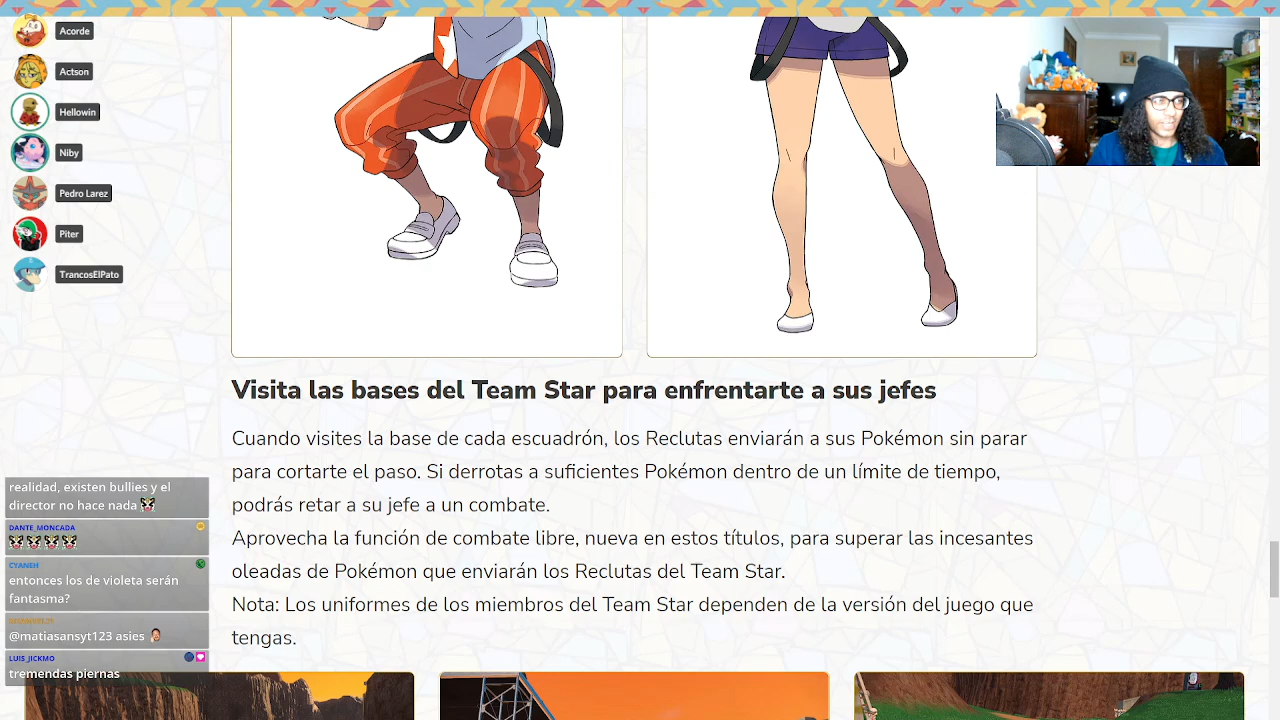 Acorde
Actson
Hellowin
Niby
Pedro Larez
Piter
TrancosElPato
Visita las bases del Team Star para enfrentarte a sus jefes
Cuando visites la base de cada escuadrón, los Reclutas enviarán a sus Pokémon sin parar
para cortarte el paso. Si derrotas a suficientes Pokémon dentro de un límite de tiempo,
podrás retar a su jefe a un combate.
Aprovecha la función de combate libre, nueva en estos títulos, para superar las incesantes
oleadas de Pokémon que enviarán los Reclutas del Team Star.
Nota: Los uniformes de los miembros del Team Star dependen de la versión del juego que
tengas.
realidad, existen bullies y el
director no hace nada
DANTE_MONCADA
CYANEH
entonces los de violeta serán
fantasma?
@matiasansyt123 asies
LUIS_JICKMO
tremendas piernas